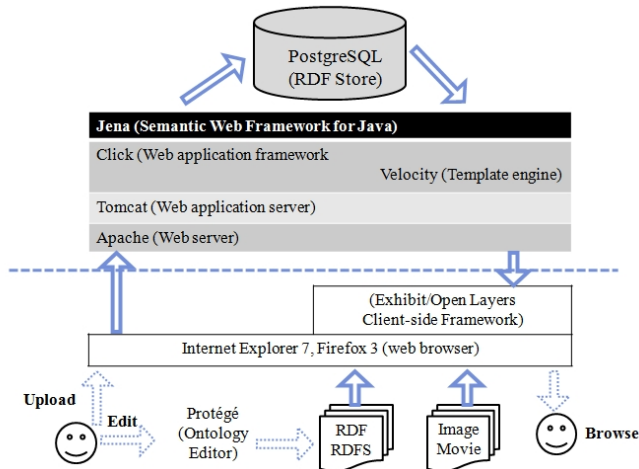 PostgreSQL
(RDF Store)
Jena (Semantic Web Framework for Java)
Click (Web application framework
Velocity (Template engine)
Tomcat (Web application server)
Apache (Web server)
(Exhibit/Open Layers
Client-side Framework)
Internet Explorer 7, Firefox 3 (web browser)
Upload
Edit
Protégé
(Ontology
Editor)
RDF
RDFS
Image
Movie
Browse